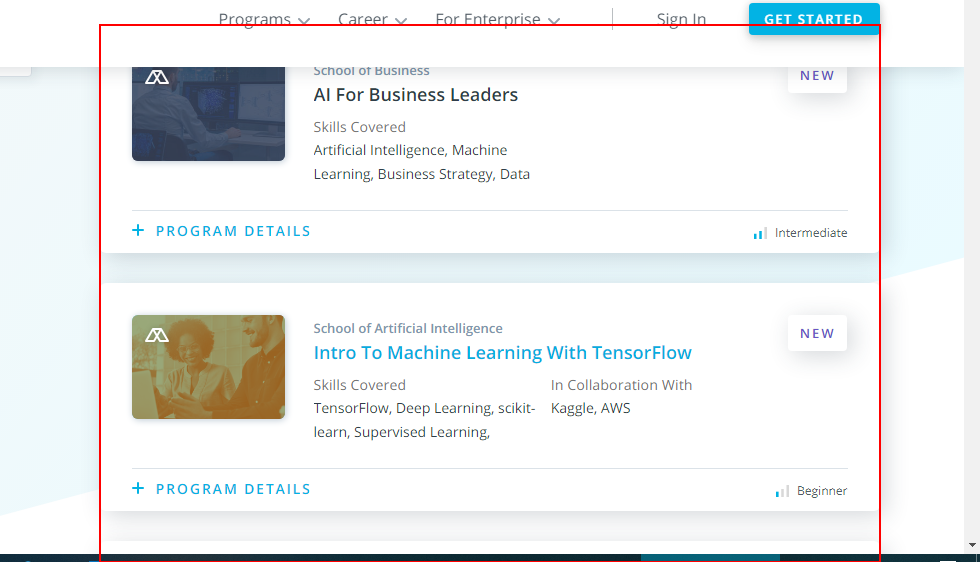 Programs Career For Enterprise Sign In GET STARTED
School of Business
NEW
AI For Business Leaders
Skills Covered
Artificial Intelligence, Machine
Learning, Business Strategy, Data
+ PROGRAM DETAILS
Intermediate
School of Artificial Intelligence
NEW
Intro To Machine Learning With TensorFlow
Skills Covered
In Collaboration With
TensorFlow, Deep Learning, scikit-
Kaggle, AWS
learn, Supervised Learning,
+ PROGRAM DETAILS
Beginner